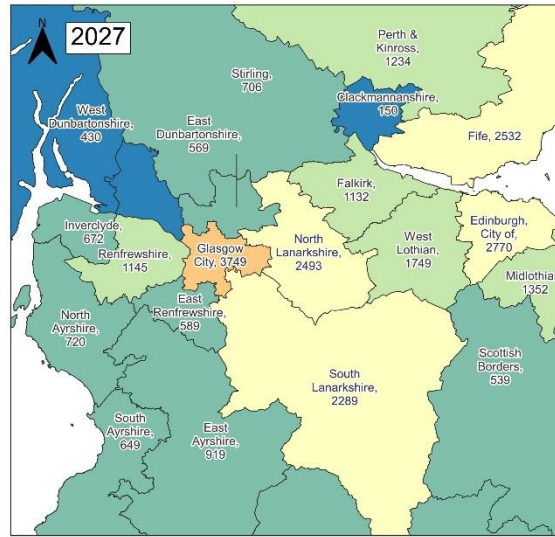 N
2027
Perth &
Kinross,
1234
Stirling,
706
Clackmannanshire,
150
West
Dunbartonshire,
430
East
Dunbartonshire,
569
Fife, 2532
Falkirk,
1132
Inverclyde,
672
Renfrewshire,
1145
Glasgow
City, 3749
North
Lanarkshire,
2493
West
Lothian,
1749
Edinburgh,
City of,
2770
Midlothian,
1352
North
Ayrshire,
720
East
Renfrewshire,
589
South
Lanarkshire,
2289
Scottish
Borders,
539
South
Ayrshire,
649
East
Ayrshire,
919